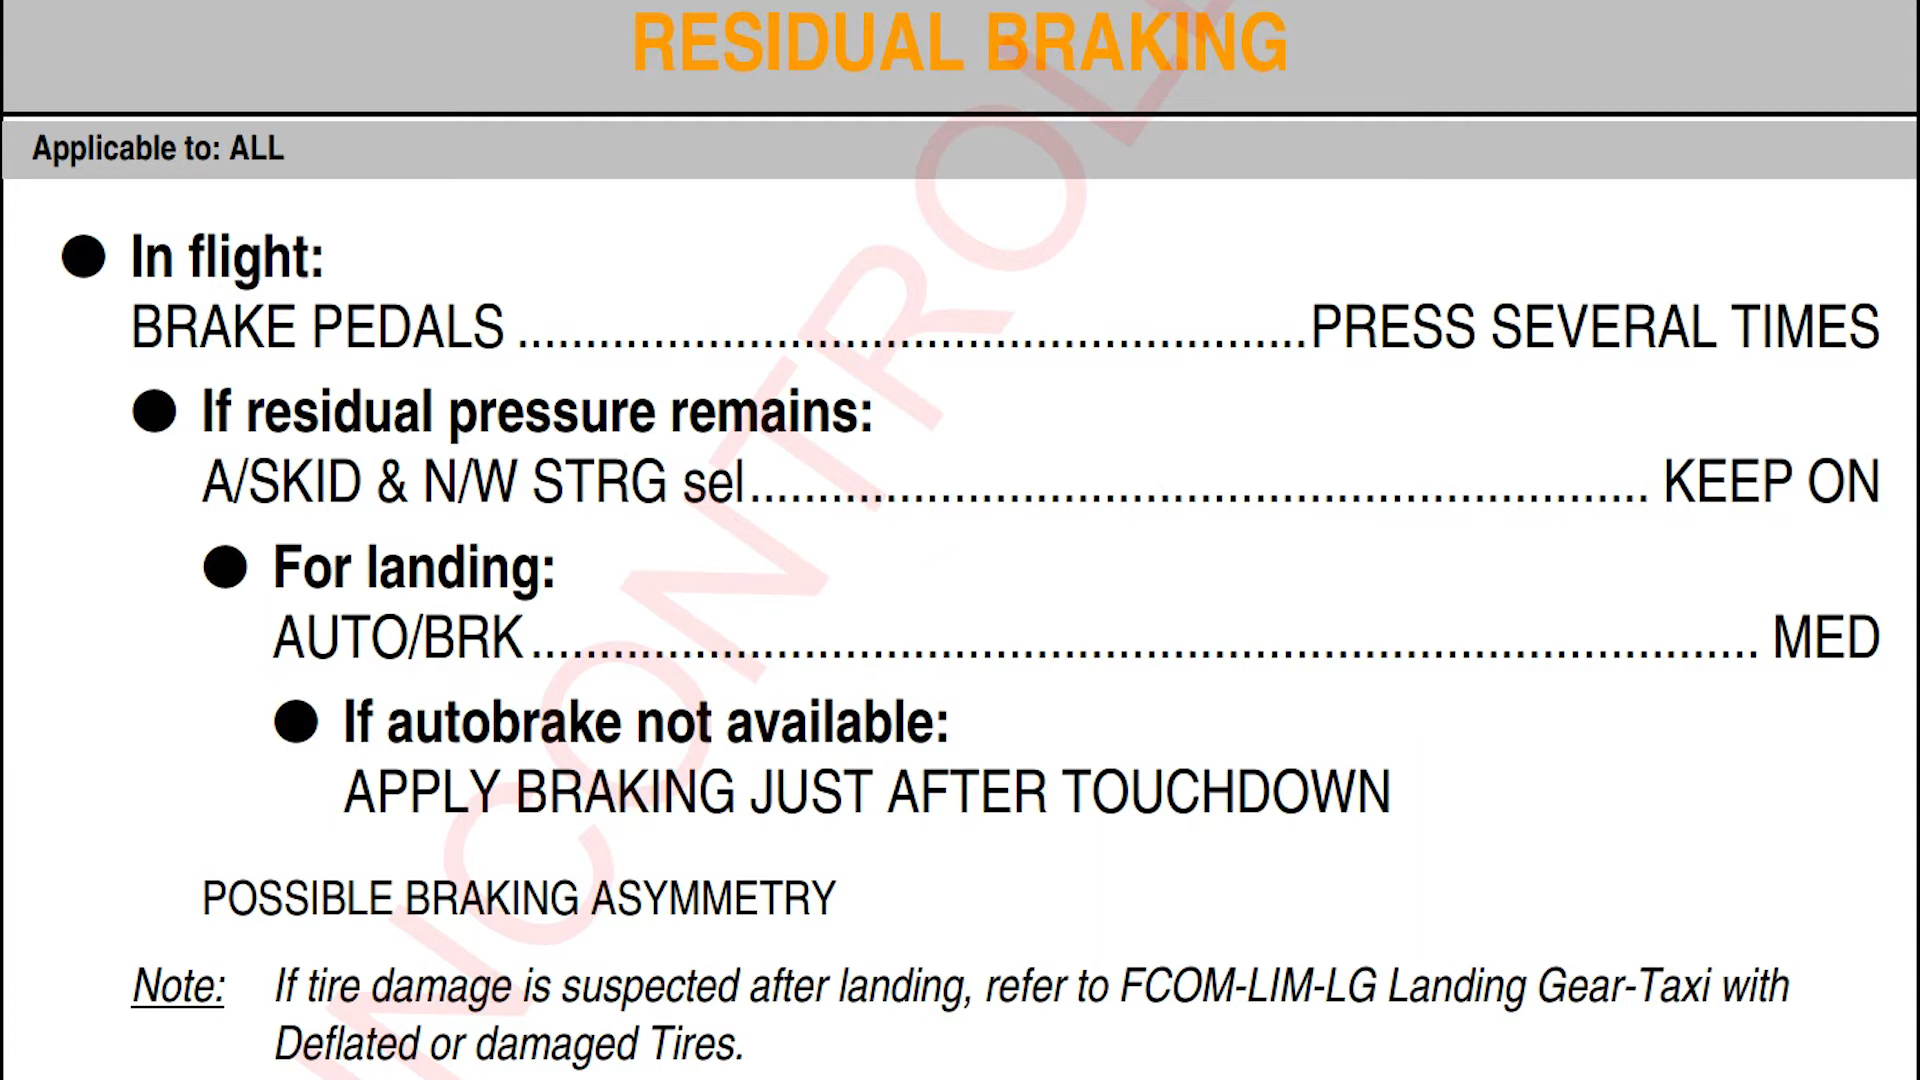 RESIDUAL BRAKING
Applicable to: ALL
● In flight:
BRAKE PEDALS ..........................................................PRESS SEVERAL TIMES
● If residual pressure remains:
A/SKID & N/W STRG sel.................................................................. KEEP ON
● For landing:
AUTO/BRK.......................................................................................... MED
● If autobrake not available:
APPLY BRAKING JUST AFTER TOUCHDOWN
POSSIBLE BRAKING ASYMMETRY
Note: If tire damage is suspected after landing, refer to FCOM-LIM-LG Landing Gear-Taxi with
Deflated or damaged Tires.
NCONTROL